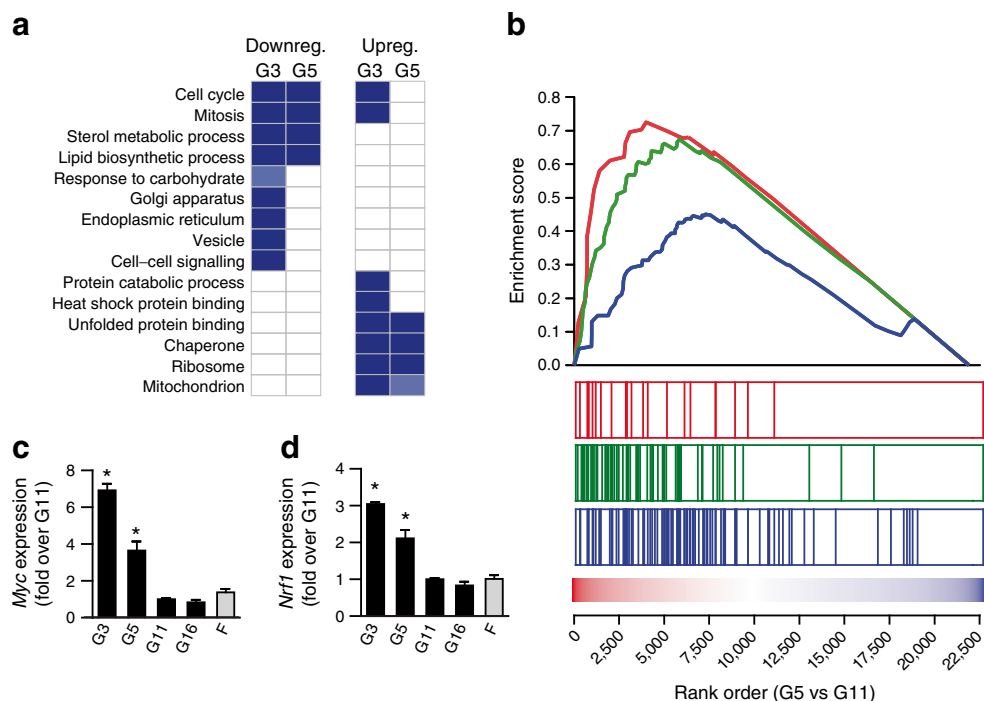 a
Downreg.
Upreg.
G3 G5
G3 G5
Cell cycle
Mitosis
Sterol metabolic process
Lipid biosynthetic process
Response to carbohydrate
Golgi apparatus
Endoplasmic reticulum
Vesicle
Cell–cell signalling
Protein catabolic process
Heat shock protein binding
Unfolded protein binding
Chaperone
Ribosome
Mitochondrion
b
Enrichment score
0.8
0.7
0.6
0.5
0.4
0.3
0.2
0.1
0.0
0
2,500
5,000
7,500
10,000
12,500
15,000
17,500
20,000
22,500
Rank order (G5 vs G11)
c
Myc expression
(fold over G11)
8
6
4
2
0
*
*
G3
G5
G11
G16
F
d
Nrf1 expression
(fold over G11)
4
3
2
1
0
*
*
G3
G5
G11
G16
F